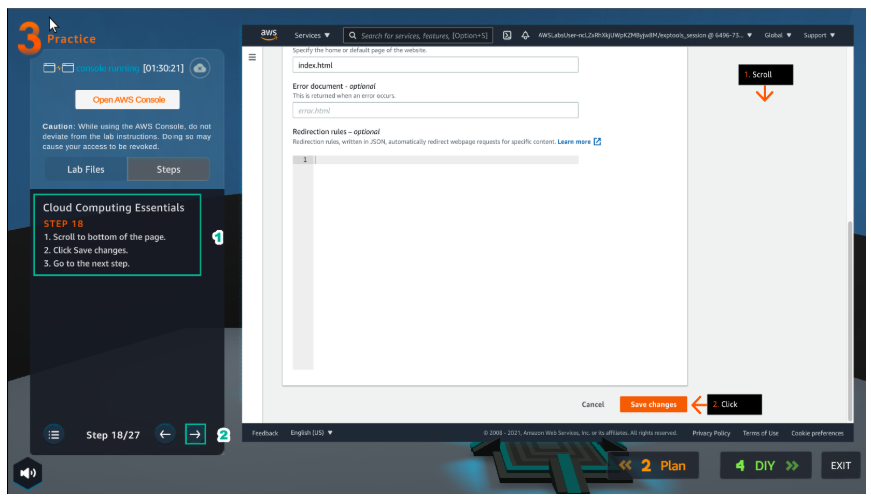 3 Practice
console running [01:30:21]
Open AWS Console
Caution: While using the AWS Console, do not
deviate from the lab instructions. Doing so may
cause your access to be revoked.
Lab Files
Steps
Cloud Computing Essentials
STEP 18
1. Scroll to bottom of the page.
2. Click Save changes.
3. Go to the next step.
1
Step 18/27
2
aws
Services ▼
Search for services, features, [Option+S]
Global ▼
Support ▼
Specify the home or default page of the website.
index.html
Error document - optional
This is returned when an error occurs.
error.html
Redirection rules – optional
Redirection rules, written in JSON, automatically redirect webpage requests for specific content. Learn more
1
1. Scroll
Cancel
Save changes
2. Click
Feedback
English (US) ▼
© 2008 - 2021, Amazon Web Services, Inc. or its affiliates. All rights reserved.
Privacy Policy
Terms of Use
Cookie preferences
2 Plan
4 DIY
EXIT